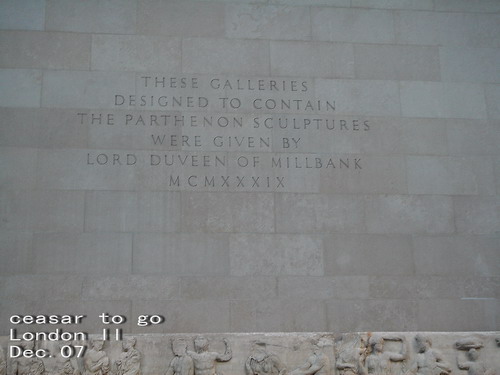 THESE GALLERIES
DESIGNED TO CONTAIN
THE PARTHENON SCULPTURES
WERE GIVEN BY
LORD DUVEEN OF MILLBANK
MCMXXXIX
ceasar to go
London II
Dec.07